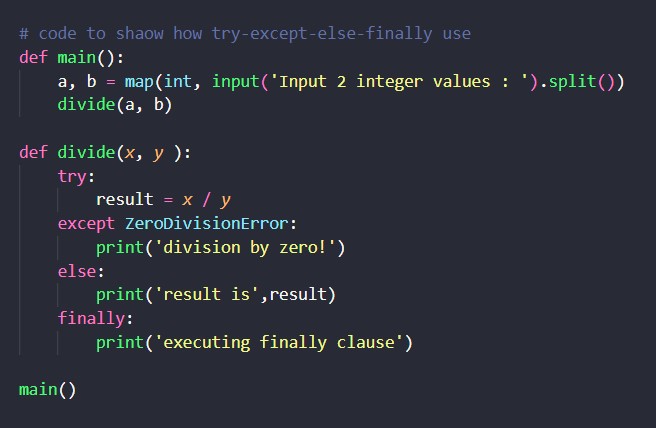 # code to shaow how try-except-else-finally use
def main():
    a, b = map(int, input('Input 2 integer values : ').split())
    divide(a, b)

def divide(x, y ):
    try:
        result = x / y
    except ZeroDivisionError:
        print('division by zero!')
    else:
        print('result is',result)
    finally:
        print('executing finally clause')

main()